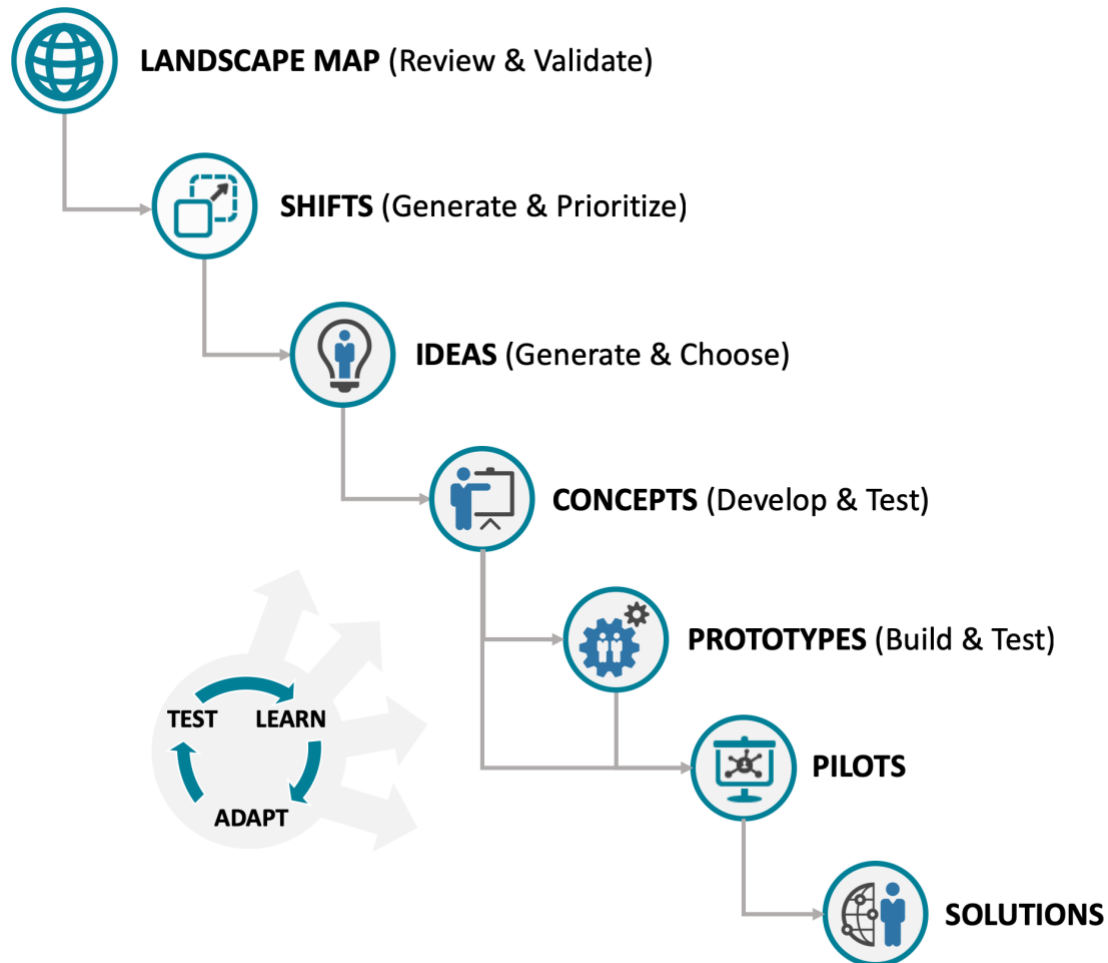 LANDSCAPE MAP (Review & Validate)
SHIFTS (Generate & Prioritize)
IDEAS (Generate & Choose)
CONCEPTS (Develop & Test)
PROTOTYPES (Build & Test)
TEST LEARN
ADAPT
PILOTS
SOLUTIONS